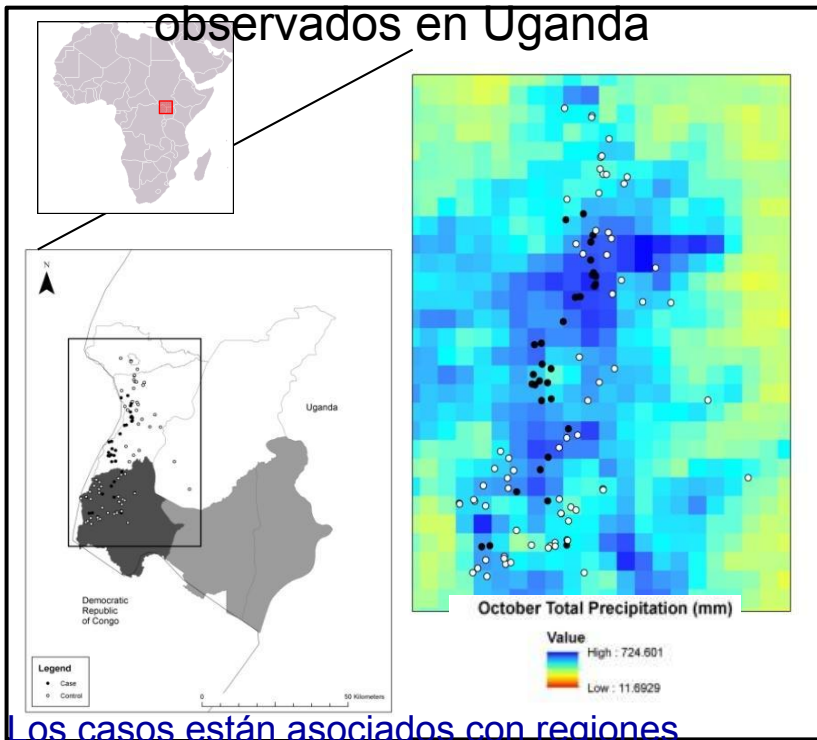 observados en Uganda
N
Uganda
Democratic
Republic
of Congo
Legend
Case
Control
0
50 Kilometers
October Total Precipitation (mm)
Value
High : 724.601
Low : 11.6929
Los casos están asociados con regiones